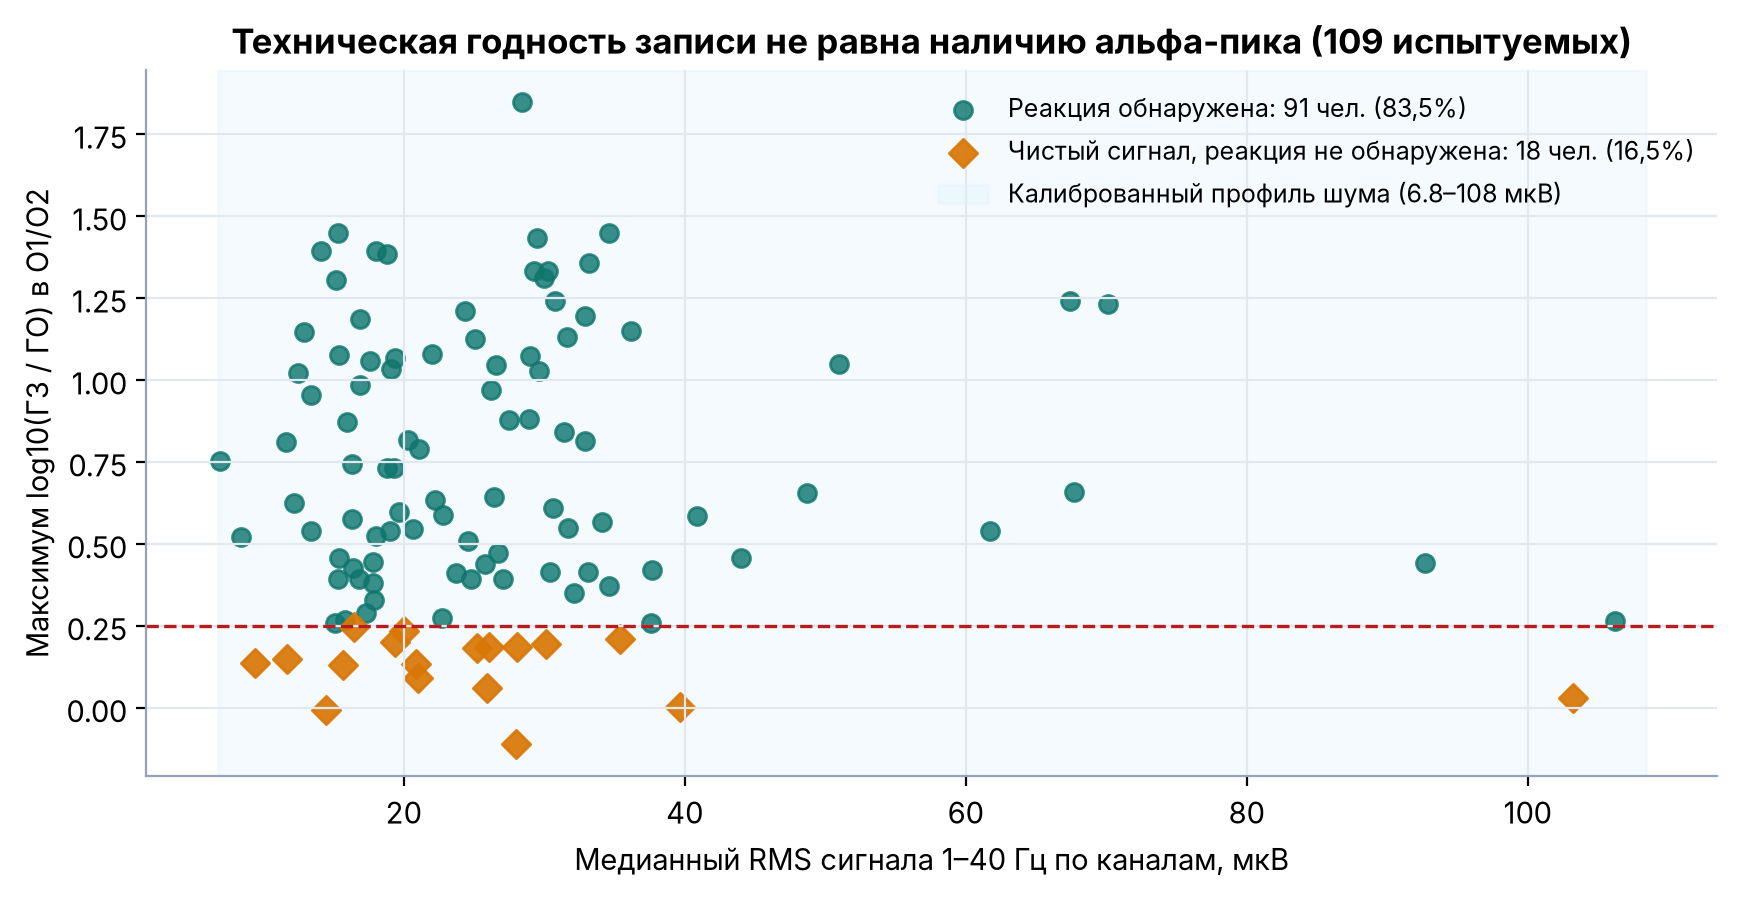 Техническая годность записи не равна наличию альфа-пика (109 испытуемых)
Реакция обнаружена: 91 чел. (83,5%)
Чистый сигнал, реакция не обнаружена: 18 чел. (16,5%)
Калиброванный профиль шума (6.8–108 мкВ)
Максимум log10(ГЗ / ГО) в O1/O2
1.75
1.50
1.25
1.00
0.75
0.50
0.25
0.00
20
40
60
80
100
Медианный RMS сигнала 1–40 Гц по каналам, мкВ